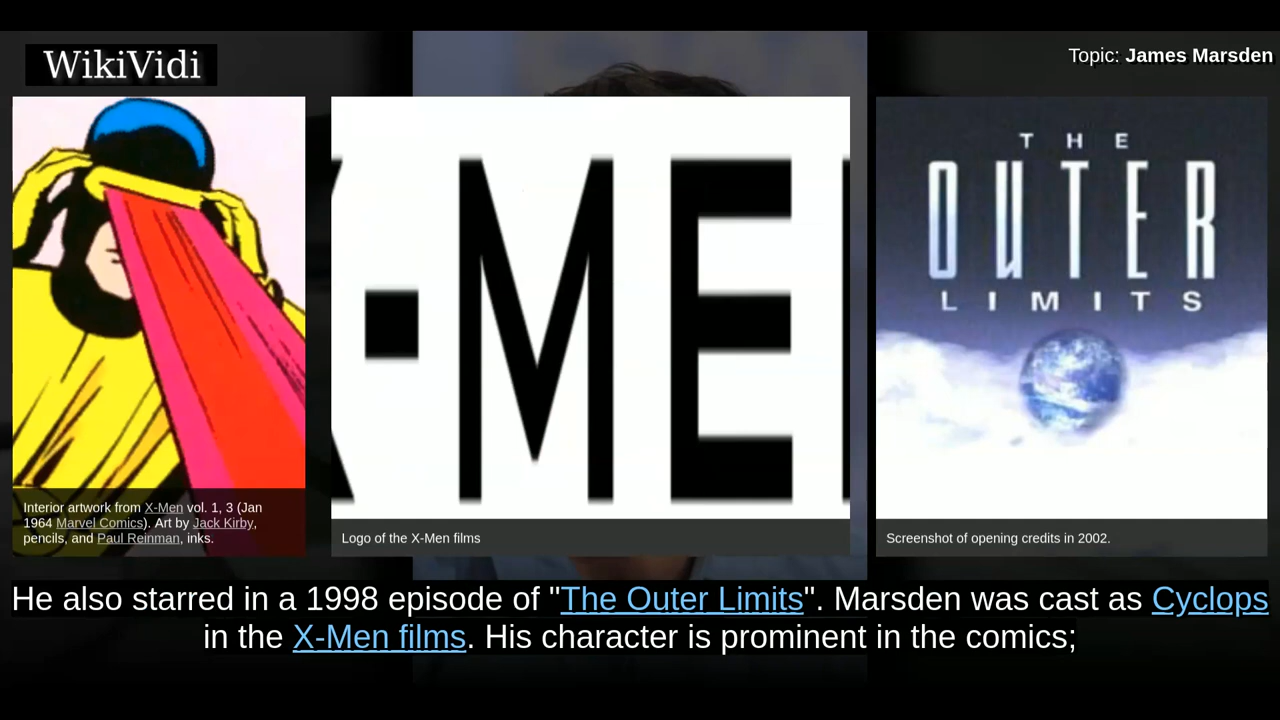 WikiVidi
Topic: James Marsden
-ME
THE
OUTER
LIMITS
Interior artwork from X-Men vol. 1, 3 (Jan
1964 Marvel Comics). Art by Jack Kirby,
pencils, and Paul Reinman, inks.
Logo of the X-Men films
Screenshot of opening credits in 2002.
He also starred in a 1998 episode of "The Outer Limits". Marsden was cast as Cyclops
in the X-Men films. His character is prominent in the comics;